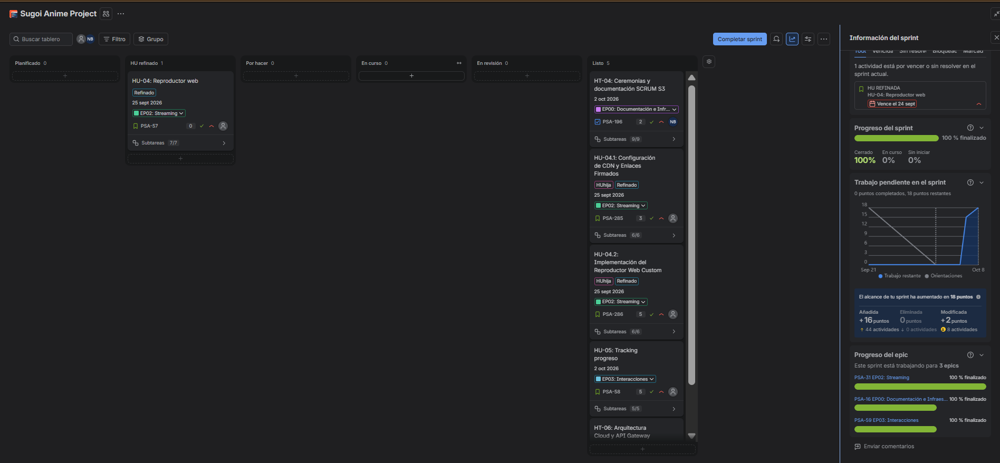 Sugoi Anime Project
Buscar tablero
NB
Filtro
Grupo
Completar sprint
Planificado 0
HU refinado 1
HU-04: Reproductor web
Refinado
25 sept 2026
EP02: Streaming
PSA-57 0
Subtareas 7/7
Por hacer 0
En curso 0
En revisión 0
Listo 5
HT-04: Ceremonias y
documentación SCRUM S3
2 oct 2026
EP00: Documentación e Infr...
PSA-196 2 NB
Subtareas 9/9
HU-04.1: Configuración
de CDN y Enlaces
Firmados
HUhija Refinado
25 sept 2026
EP02: Streaming
PSA-285 3
Subtareas 6/6
HU-04.2:
Implementación del
Reproductor Web Custom
HUhija Refinado
25 sept 2026
EP02: Streaming
PSA-286 5
Subtareas 6/6
HU-05: Tracking
progreso
2 oct 2026
EP03: Interacciones
PSA-58 5
Subtareas 5/5
HT-06: Arquitectura
Cloud y API Gateway
Información del sprint
1 actividad está por vencer o sin resolver en el
sprint actual.
HU REFINADA
HU-04: Reproductor web
Vence el 24 sept
Progreso del sprint
100 % finalizado
Cerrado En curso Sin iniciar
100% 0% 0%
Trabajo pendiente en el sprint
0 puntos completados, 18 puntos restantes
18
15
12
9
6
3
0
Sep 21 Oct 8
Trabajo restante Orientaciones
El alcance de tu sprint ha aumentado en 18 puntos
Añadida Eliminada Modificada
+16 puntos 0 puntos +2 puntos
44 actividades 0 actividades 8 actividades
Progreso del epic
Este sprint está trabajando para 3 epics
PSA-31 EP02: Streaming 100 % finalizado
PSA-16 EP00: Documentación e Infraes... 100 % finalizado
PSA-59 EP03: Interacciones 100 % finalizado
Enviar comentarios